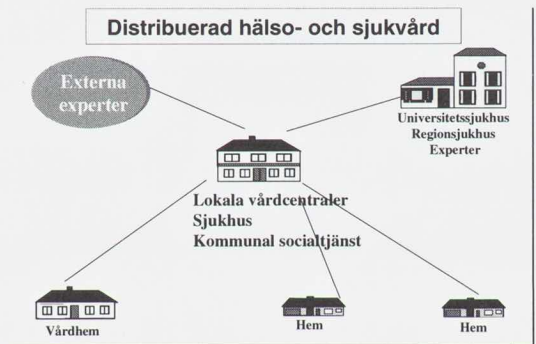 Distribuerad hälso- och sjukvård
Externa
experter
Universitetssjukhus
Regionsjukhus
Experter
Lokala vårdcentraler
Sjukhus
Kommunal socialtjänst
Vårdhem
Hem
Hem